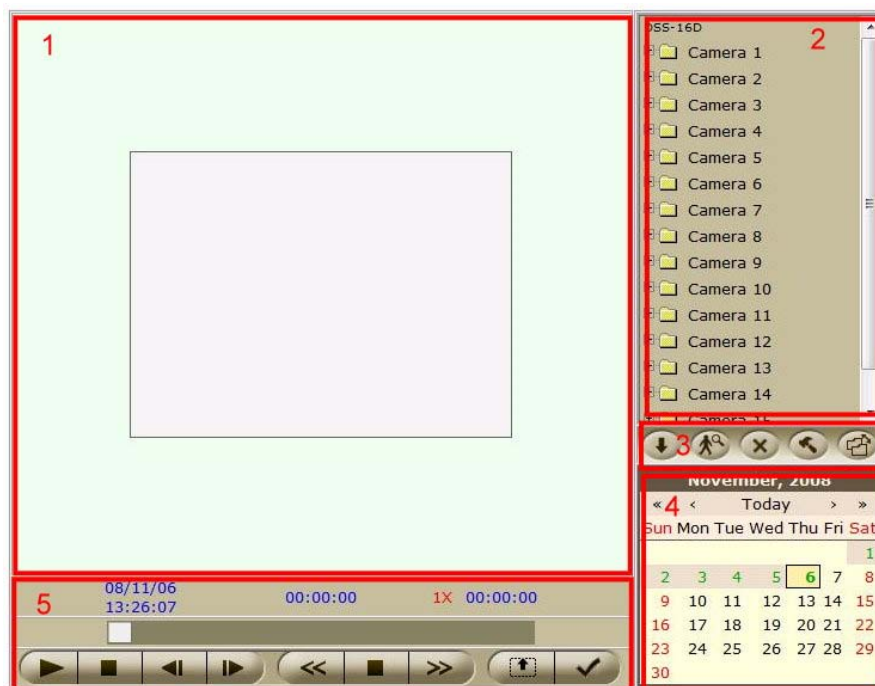 1
2
DSS-16D
Camera 1
Camera 2
Camera 3
Camera 4
Camera 5
Camera 6
Camera 7
Camera 8
Camera 9
Camera 10
Camera 11
Camera 12
Camera 13
Camera 14
Camera 15
3
November, 2008
4
« ‹ Today › »
Sun Mon Tue Wed Thu Fri Sat
1
2 3 4 5 6 7 8
9 10 11 12 13 14 15
16 17 18 19 20 21 22
23 24 25 26 27 28 29
30
5
08/11/06
13:26:07
00:00:00
1X 00:00:00